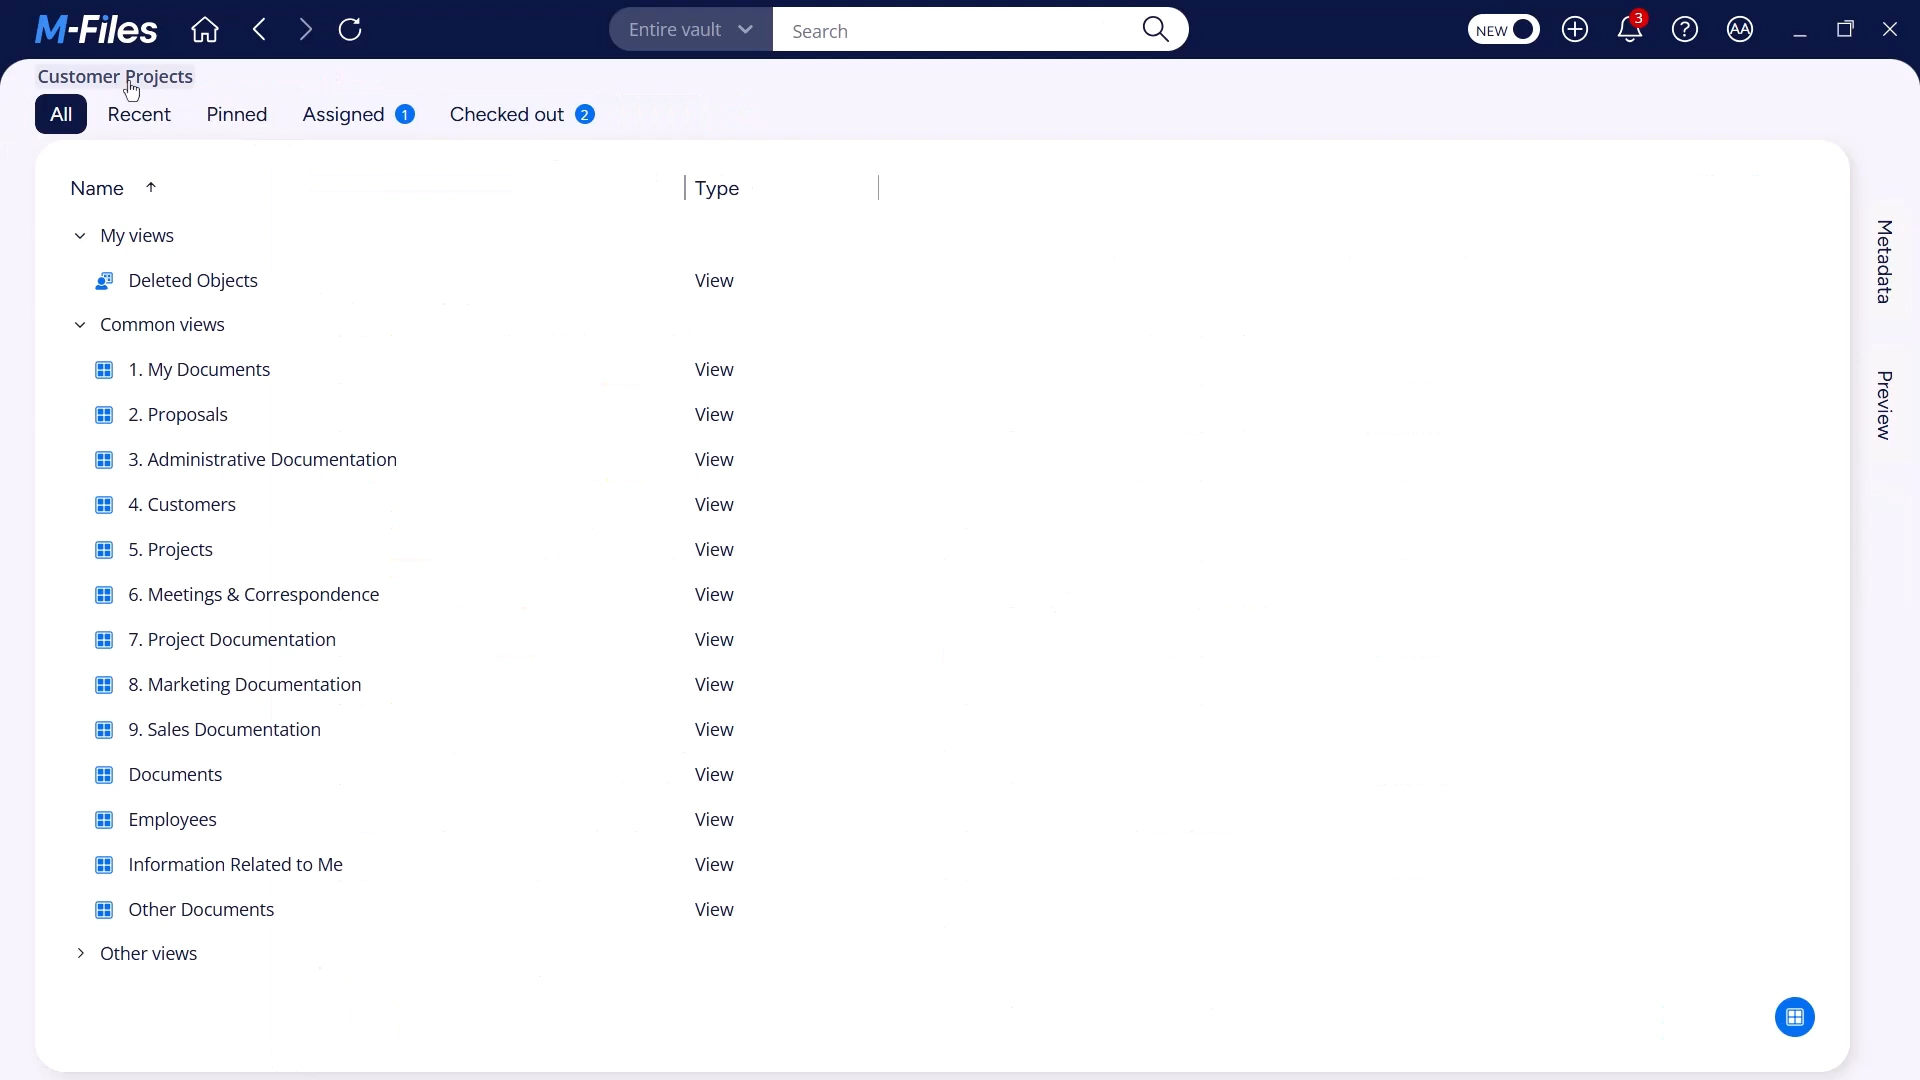 M-Files
Entire vault
Search
NEW
3
?
AA
Customer Projects
All
Recent
Pinned
Assigned 1
Checked out 2
Name
Type
My views
Deleted Objects View
Common views
1. My Documents View
2. Proposals View
3. Administrative Documentation View
4. Customers View
5. Projects View
6. Meetings & Correspondence View
7. Project Documentation View
8. Marketing Documentation View
9. Sales Documentation View
Documents View
Employees View
Information Related to Me View
Other Documents View
Other views
Metadata
Preview